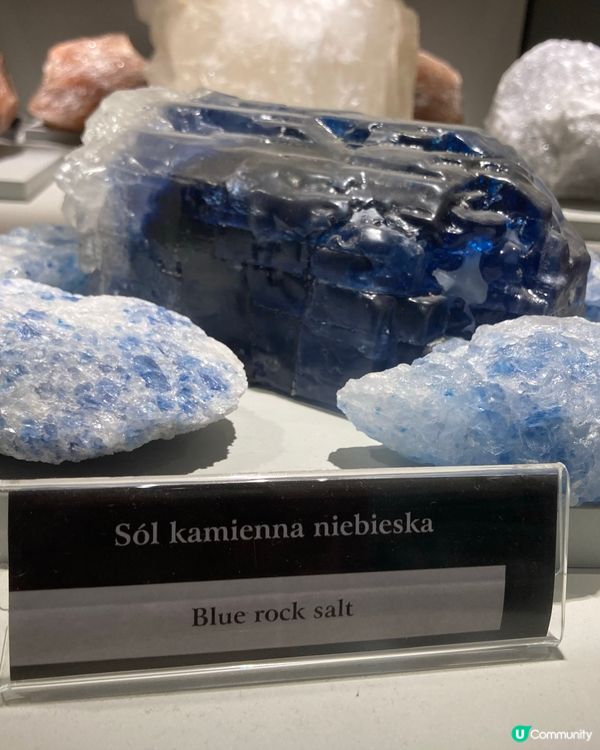 Sól kamienna niebieska
Blue rock salt
U Community